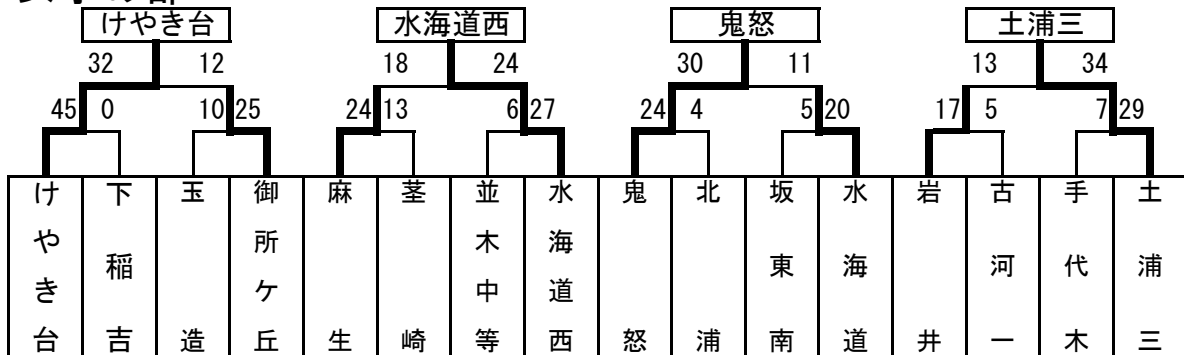 けやき台 水海道西 鬼怒 土浦三
32 12 18 24 30 11 13 34
45 0 10 25 24 13 6 27 24 4 5 20 17 5 7 29
けやき台
下稲吉
玉造
御所ケ丘
麻生
茎崎
並木中等
水海道西
鬼怒
北浦
坂東南
水海道
岩井
古河一
手代木
土浦三